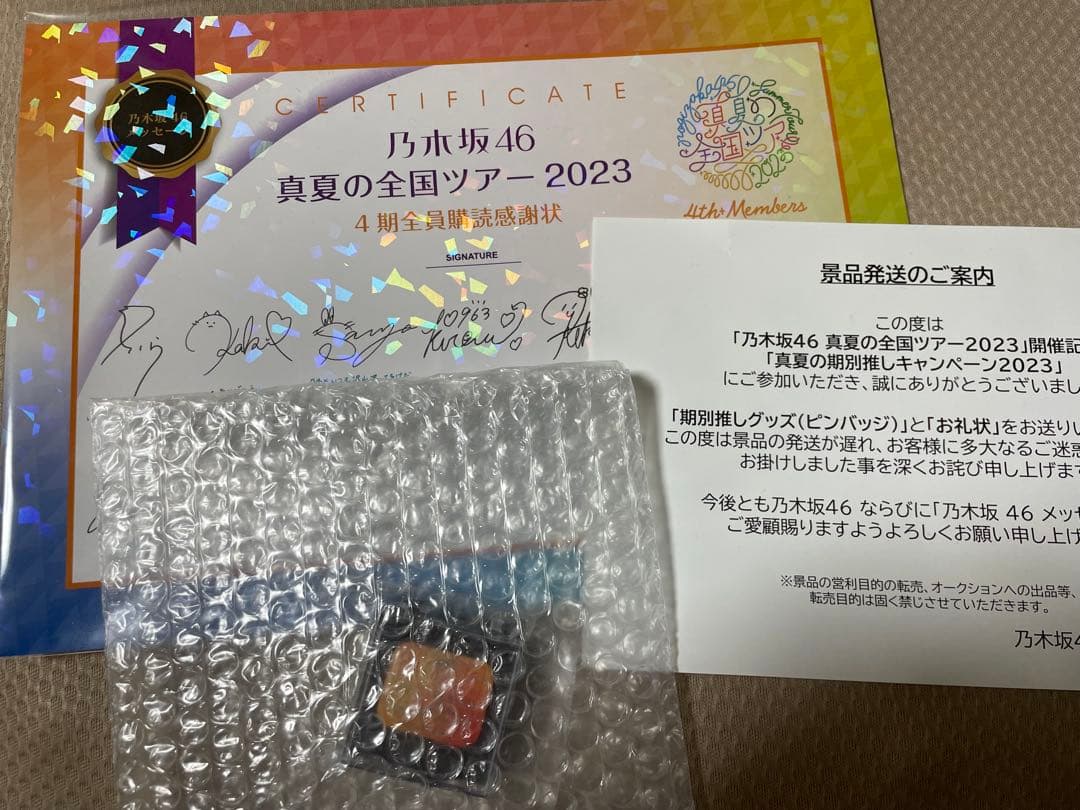 乃木坂46
メッセー
CERTIFICATE
乃木坂46
真夏の全国ツアー2023
4期全員購読感謝状
SIGNATURE
真夏の
全国ツアー
4th Members
景品発送のご案内
この度は
「乃木坂46 真夏の全国ツアー2023」開催記
「真夏の期別推しキャンペーン2023」
にご参加いただき、誠にありがとうございまし
「期別推しグッズ(ピンバッジ)」と「お礼状」をお送りい
この度は景品の発送が遅れ、お客様に多大なるご迷惑
お掛けしました事を深くお詫び申し上げます
今後とも乃木坂46 ならびに「乃木坂 46 メッセ
ご愛顧賜りますようよろしくお願い申し上げ
※景品の営利目的の転売、オークションへの出品等、
転売目的は固く禁じさせていただきます。
乃木坂4